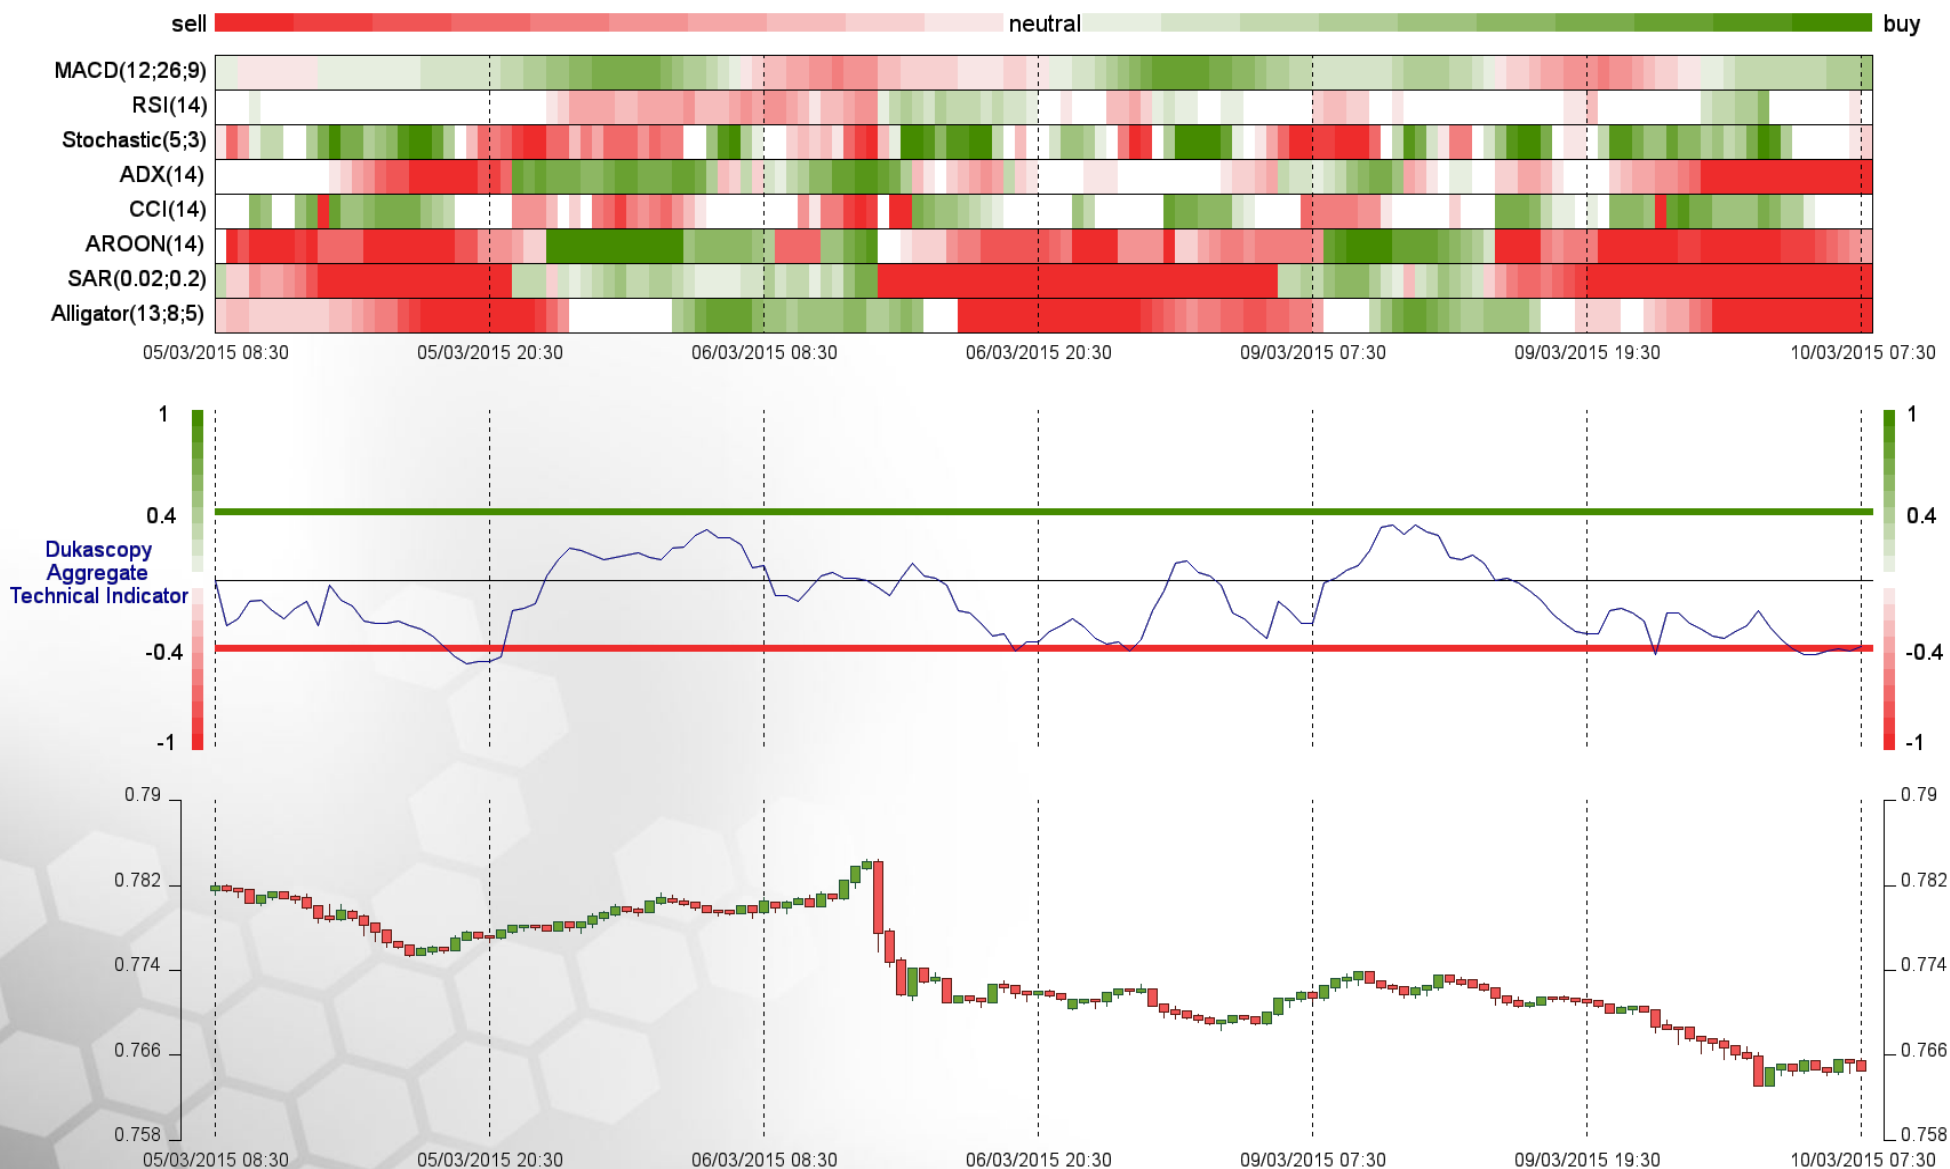 sell neutral buy
MACD(12;26;9)
RSI(14)
Stochastic(5;3)
ADX(14)
CCI(14)
AROON(14)
SAR(0.02;0.2)
Alligator(13;8;5)
05/03/2015 08:30 05/03/2015 20:30 06/03/2015 08:30 06/03/2015 20:30 09/03/2015 07:30 09/03/2015 19:30 10/03/2015 07:30
1 1
0.4 0.4
Dukascopy
Aggregate
Technical Indicator
-0.4 -0.4
-1 -1
0.79 0.79
0.782 0.782
0.774 0.774
0.766 0.766
0.758 0.758
05/03/2015 08:30 05/03/2015 20:30 06/03/2015 08:30 06/03/2015 20:30 09/03/2015 07:30 09/03/2015 19:30 10/03/2015 07:30